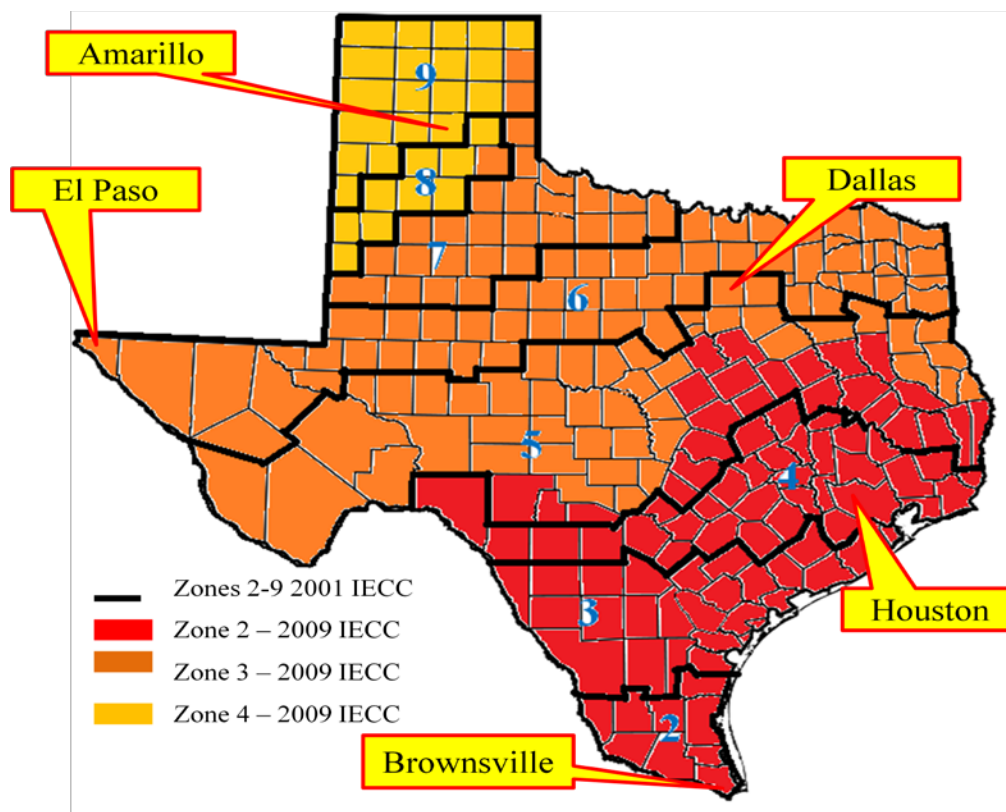 Amarillo
9
El Paso
8
Dallas
7
6
5
4
Zones 2-9 2001 IECC
Zone 2 – 2009 IECC
3
Houston
Zone 3 – 2009 IECC
Zone 4 – 2009 IECC
2
Brownsville